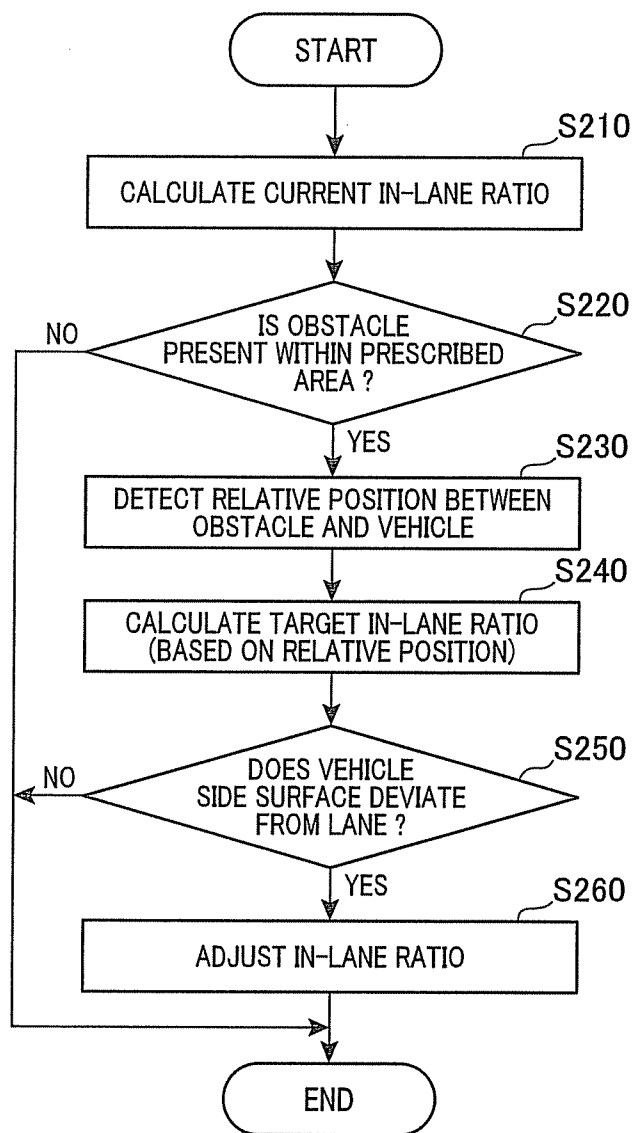 START
S210
CALCULATE CURRENT IN-LANE RATIO
S220
NO
IS OBSTACLE
PRESENT WITHIN PRESCRIBED
AREA ?
YES
S230
DETECT RELATIVE POSITION BETWEEN
OBSTACLE AND VEHICLE
S240
CALCULATE TARGET IN-LANE RATIO
(BASED ON RELATIVE POSITION)
S250
NO
DOES VEHICLE
SIDE SURFACE DEVIATE
FROM LANE ?
YES
S260
ADJUST IN-LANE RATIO
END